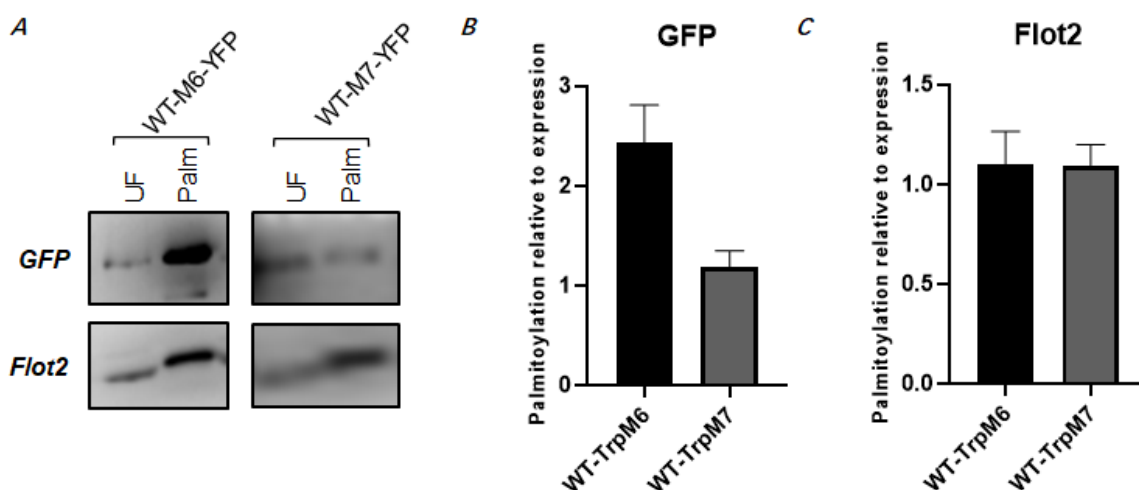 A
WT-M6-YFP
WT-M7-YFP
UF
Palm
UF
Palm
GFP
Flot2
B
GFP
Palmitoylation relative to expression
3
2
1
0
WT-TrpM6
WT-TrpM7
C
Flot2
Palmitoylation relative to expression
1.5
1.0
0.5
0.0
WT-TrpM6
WT-TrpM7